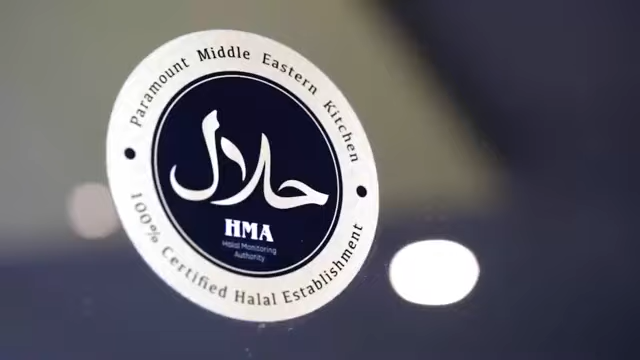 Paramount Middle Eastern Kitchen
حلال
HMA
Halal Monitoring
Authority
100% Certified Halal Establishment